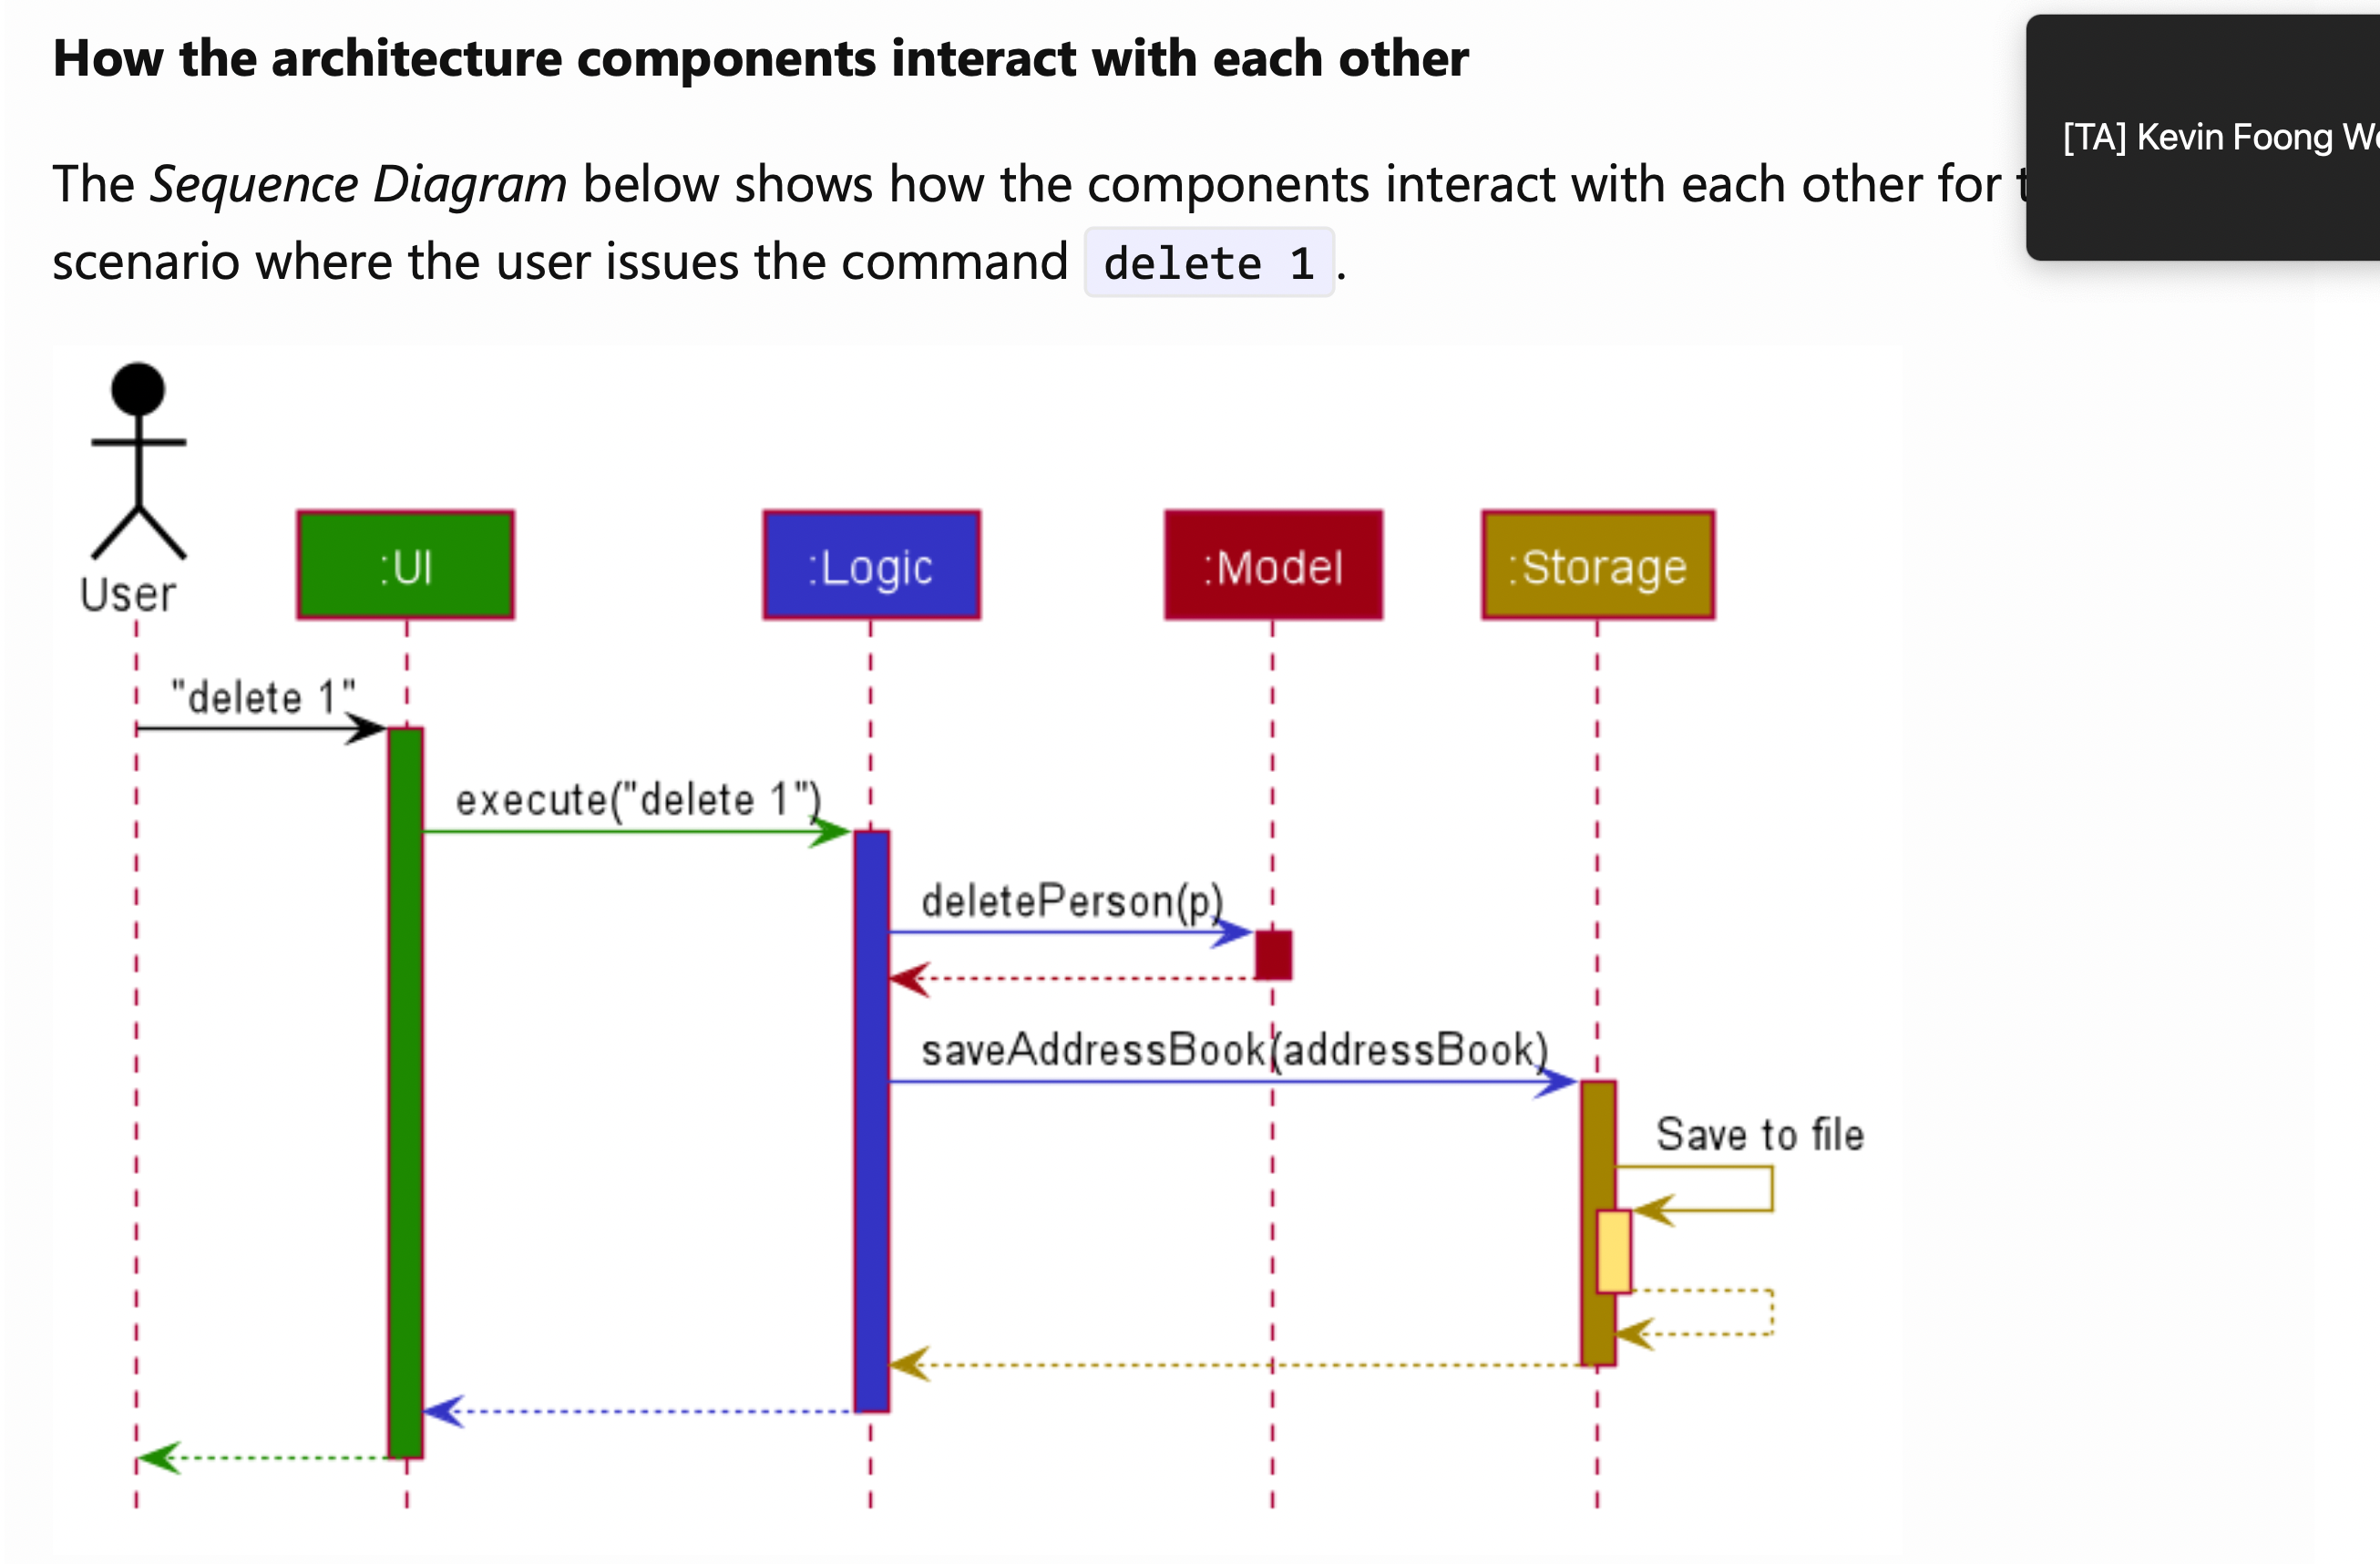 How the architecture components interact with each other
[TA] Kevin Foong
The Sequence Diagram below shows how the components interact with each other for
scenario where the user issues the command delete 1.
User
:UI
:Logic
:Model
:Storage
"delete 1"
execute("delete 1")
deletePerson(p)
saveAddressBook(addressBook)
Save to file